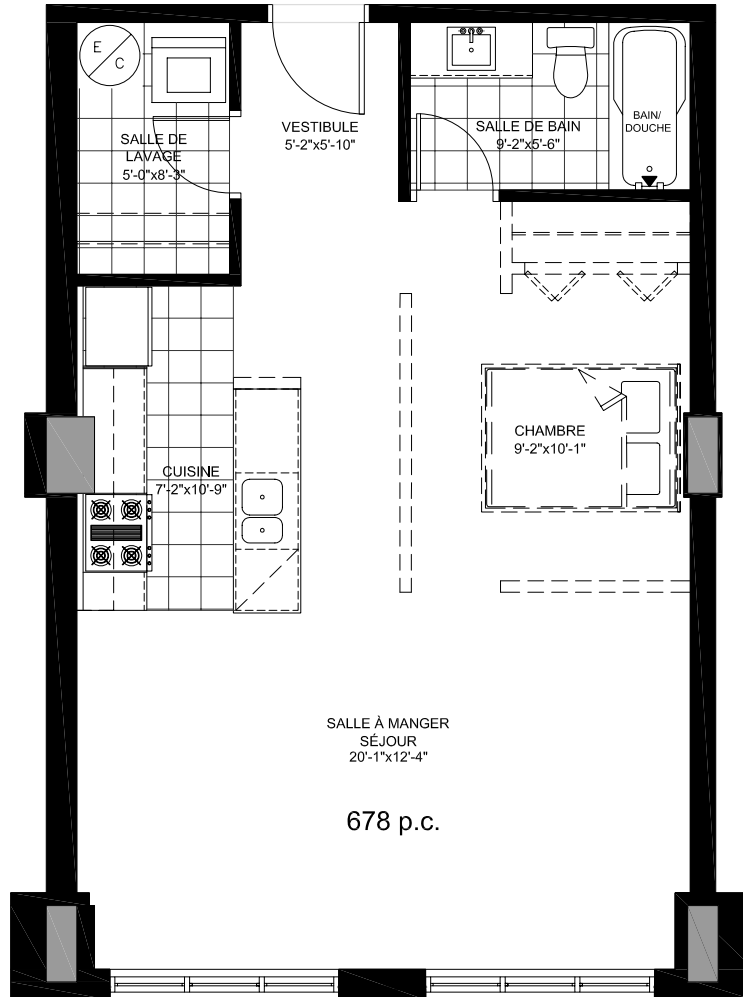 E
C
SALLE DE
LAVAGE
5'-0"x8'-3"
VESTIBULE
5'-2"x5'-10"
SALLE DE BAIN
9'-2"x5'-6"
BAIN/
DOUCHE
CUISINE
7'-2"x10'-9"
CHAMBRE
9'-2"x10'-1"
SALLE À MANGER
SÉJOUR
20'-1"x12'-4"
678 p.c.